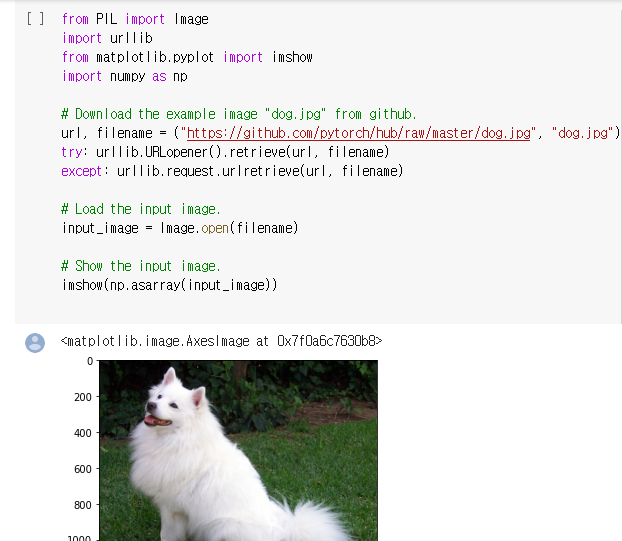 [ ] from PIL import Image
import urllib
from matplotlib.pyplot import imshow
import numpy as np
# Download the example image "dog.jpg" from github.
url, filename = ("https://github.com/pytorch/hub/raw/master/dog.jpg", "dog.jpg")
try: urllib.URLopener().retrieve(url, filename)
except: urllib.request.urlretrieve(url, filename)
# Load the input image.
input_image = Image.open(filename)
# Show the input image.
imshow(np.asarray(input_image))
<matplotlib.image.AxesImage at 0x7f0a6c7630b8>
0
200
400
600
800
1000